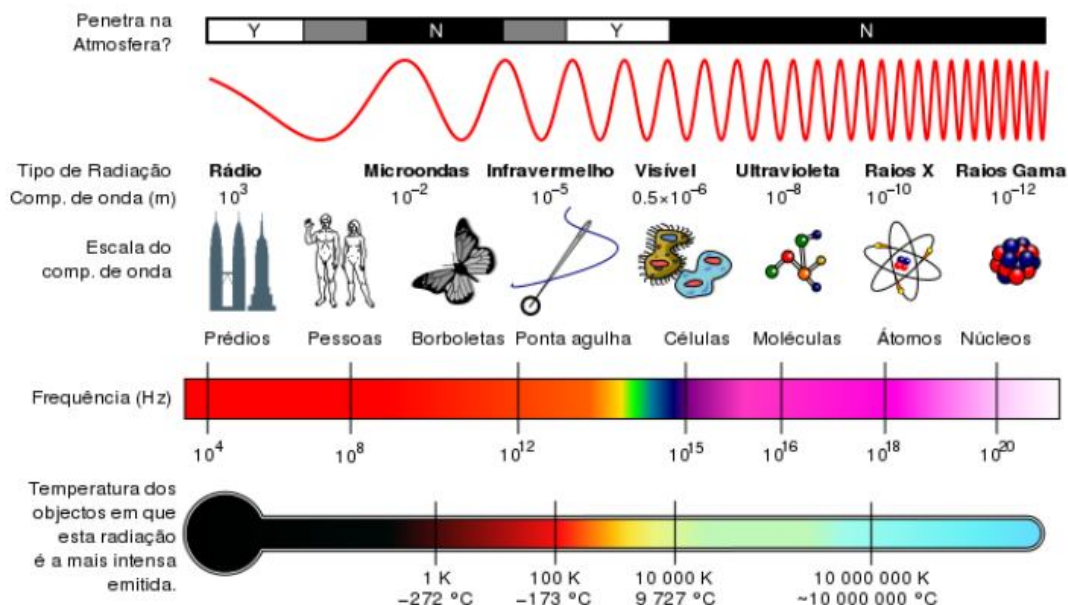 Penetra na
Atmosfera?
Y N Y N
Tipo de Radiação Rádio Microondas Infravermelho Visível Ultravioleta Raios X Raios Gama
Comp. de onda (m) 10³ 10⁻² 10⁻⁵ 0.5×10⁻⁶ 10⁻⁸ 10⁻¹⁰ 10⁻¹²
Escala do
comp. de onda
Prédios Pessoas Borboletas Ponta agulha Células Moléculas Átomos Núcleos
Frequência (Hz)
10⁴ 10⁸ 10¹² 10¹⁵ 10¹⁶ 10¹⁸ 10²⁰
Temperatura dos
objectos em que
esta radiação
é a mais intensa
emitida.
1 K 100 K 10 000 K 10 000 000 K
−272 °C −173 °C 9 727 °C ~10 000 000 °C